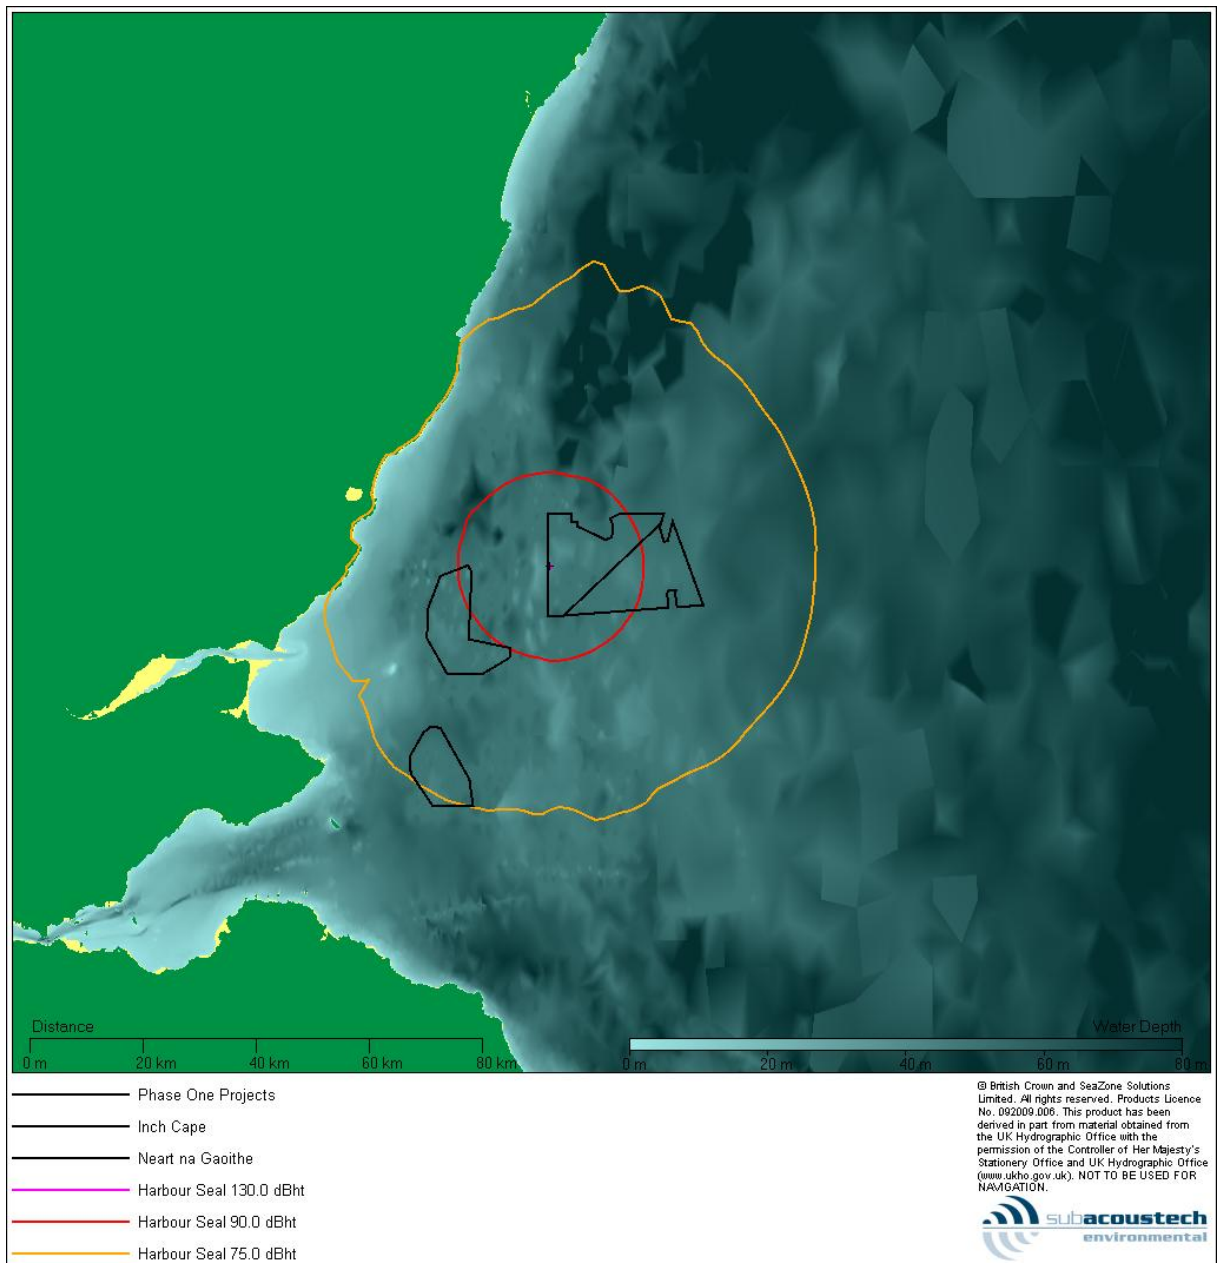 Distance
0 m 20 km 40 km 60 km 80 km
Water Depth
0 m 20 m 40 m 60 m 80 m
Phase One Projects
Inch Cape
Neart na Gaoithe
Harbour Seal 130.0 dBht
Harbour Seal 90.0 dBht
Harbour Seal 75.0 dBht
© British Crown and SeaZone Solutions
Limited. All rights reserved. Products Licence
No. 092009.006. This product has been
derived in part from material obtained from
the UK Hydrographic Office with the
permission of the Controller of Her Majesty's
Stationery Office and UK Hydrographic Office
(www.ukho.gov.uk). NOT TO BE USED FOR
NAVIGATION.
subacoustech
environmental